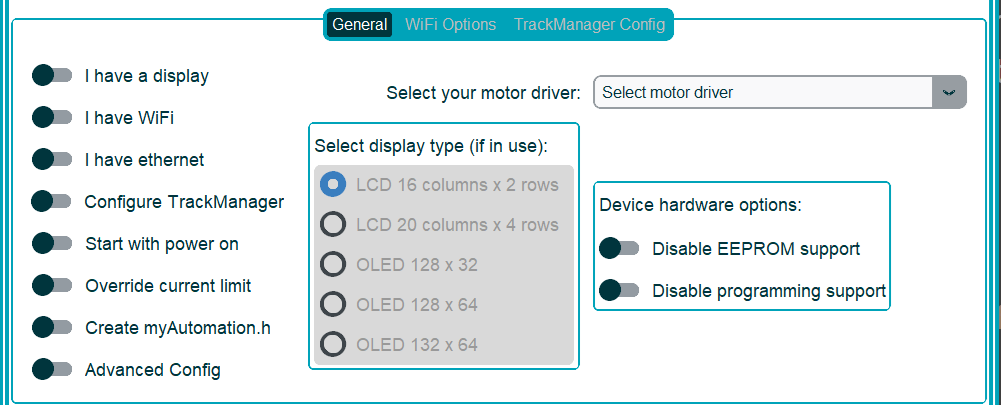 General WiFi Options TrackManager Config
I have a display
I have WiFi
I have ethernet
Configure TrackManager
Start with power on
Override current limit
Create myAutomation.h
Advanced Config
Select your motor driver: Select motor driver
Select display type (if in use):
LCD 16 columns x 2 rows
LCD 20 columns x 4 rows
OLED 128 x 32
OLED 128 x 64
OLED 132 x 64
Device hardware options:
Disable EEPROM support
Disable programming support